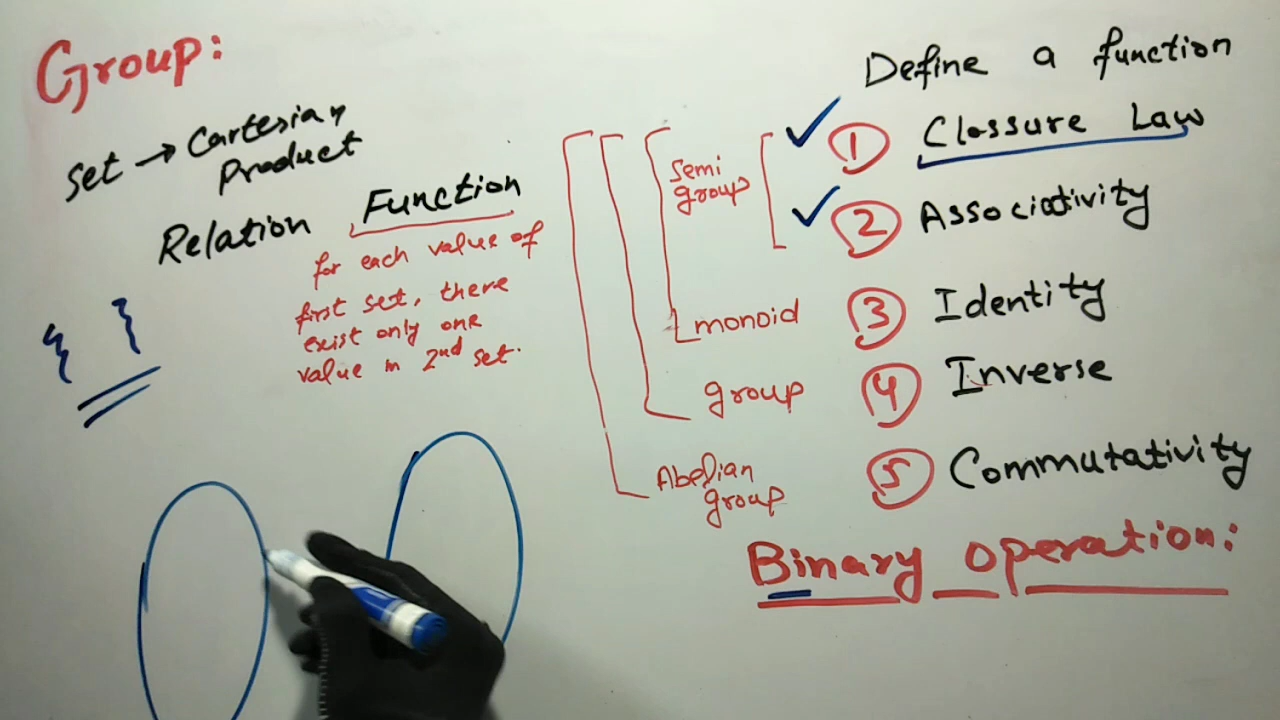 Group:
Set → Cartesian
Product
Relation Function
for each value of
first set, there
exist only one
value in 2nd set.
{ }
Define a function
① Classure Law
② Associativity
③ Identity
④ Inverse
⑤ Commutativity
Semi
group
monoid
group
Abelian
group
Binary operation: